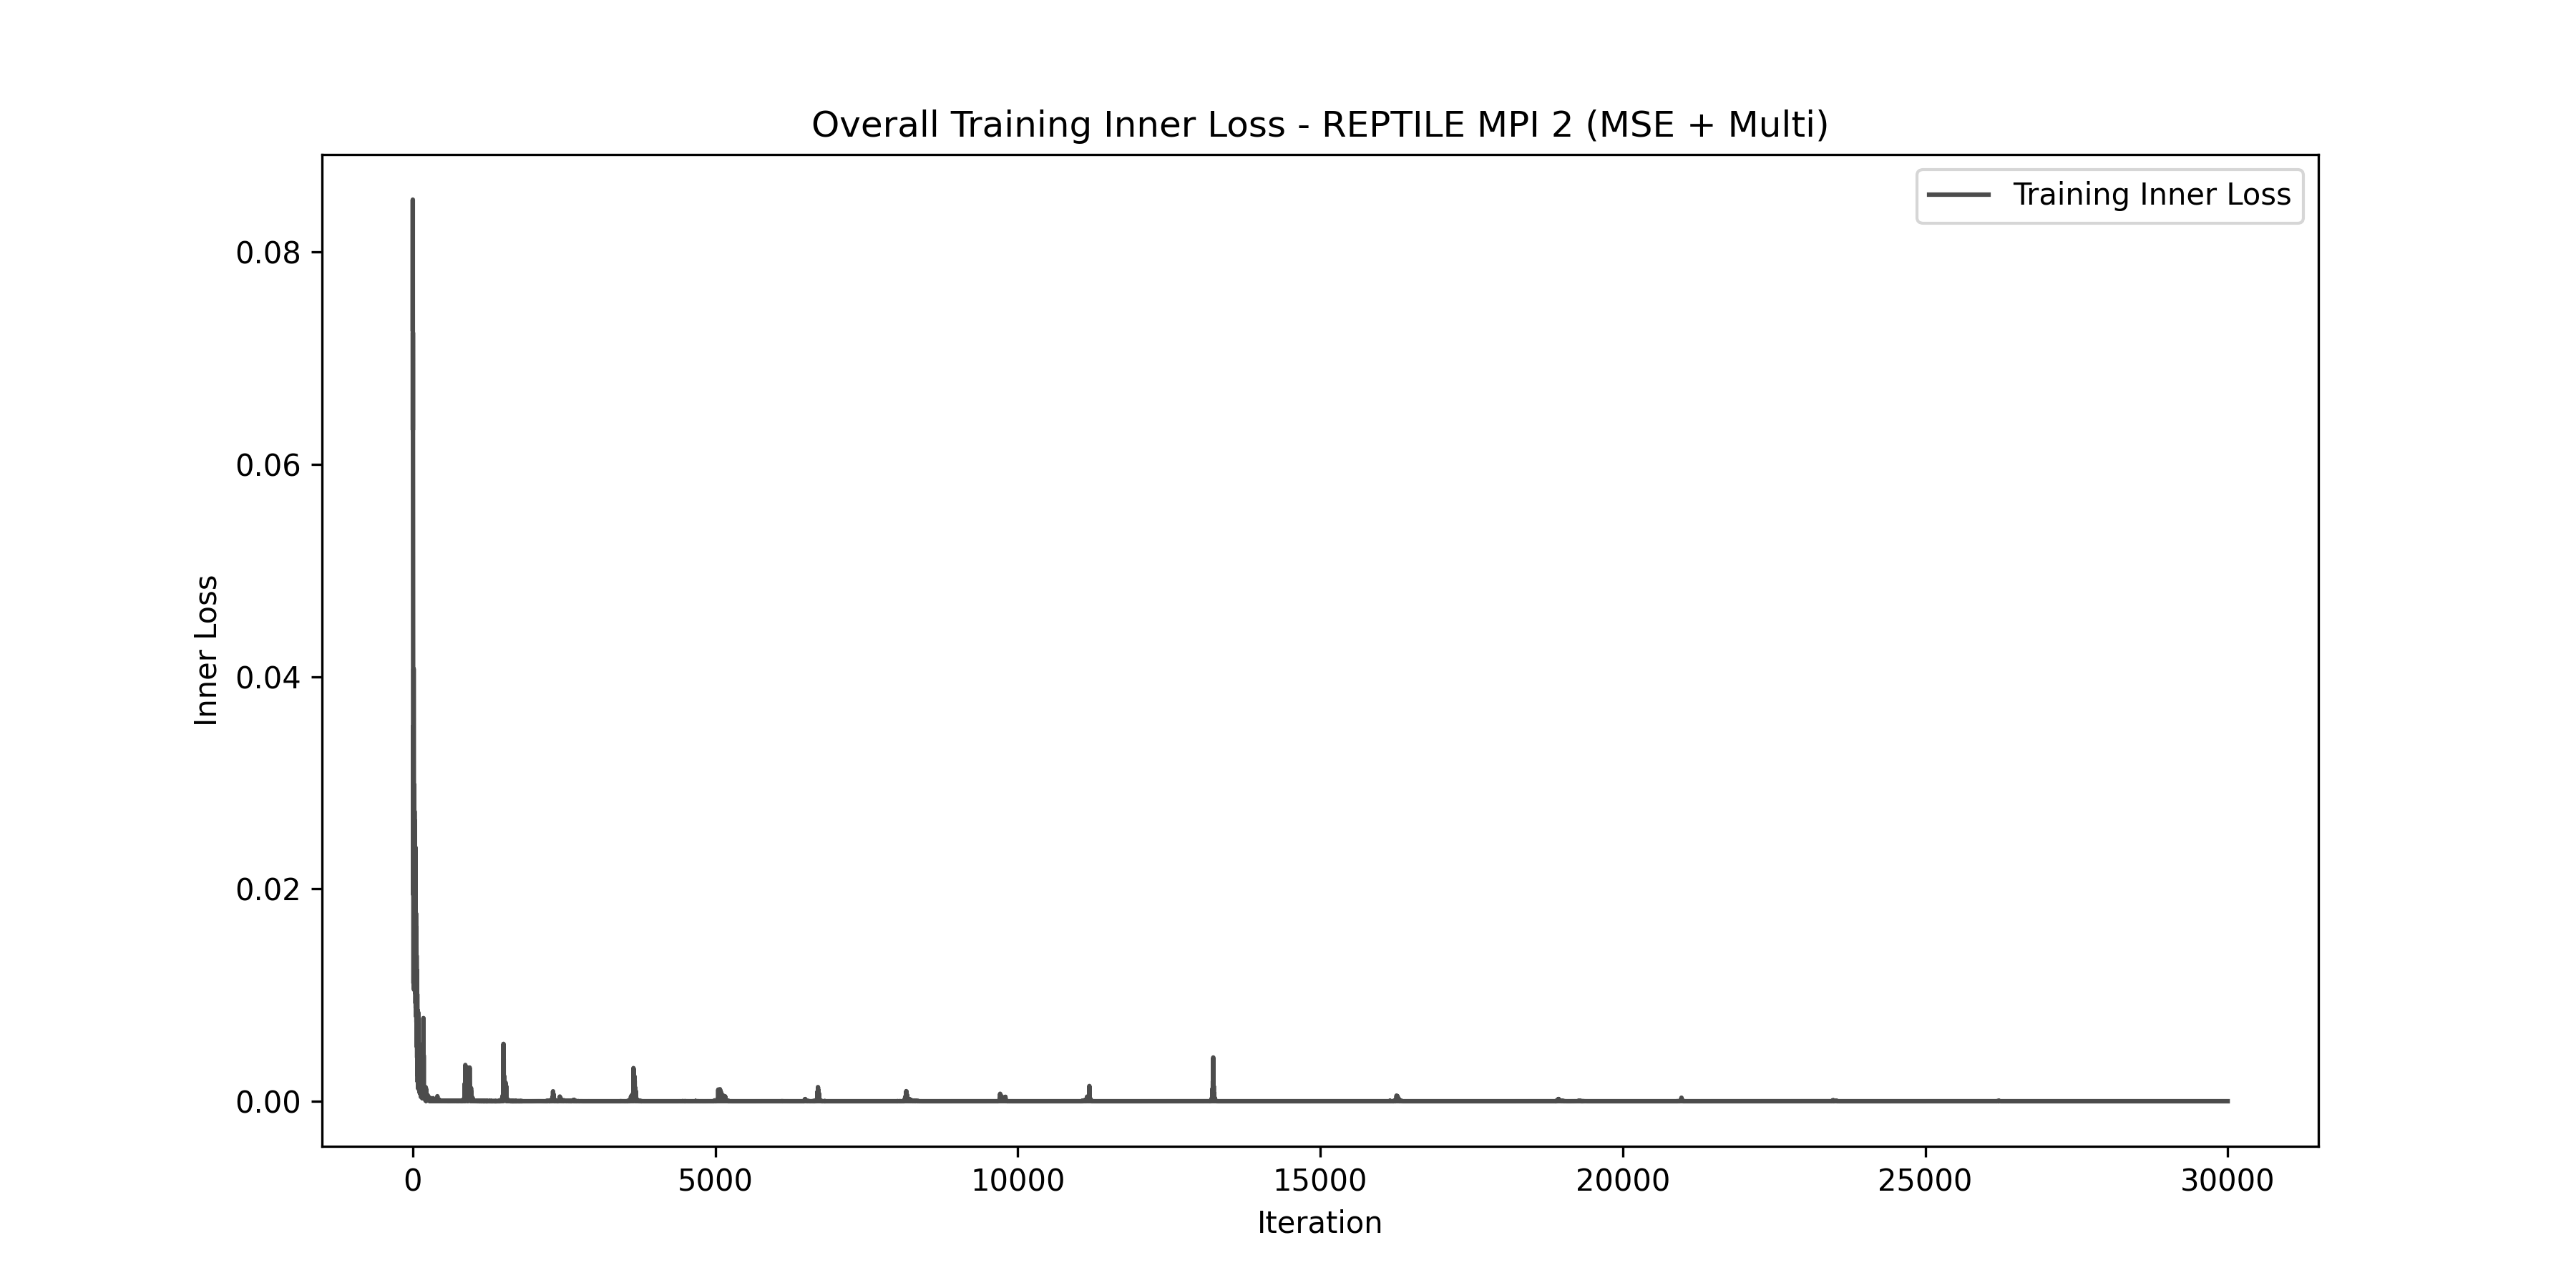 Overall Training Inner Loss - REPTILE MPI 2 (MSE + Multi)
Training Inner Loss
0.08
0.06
0.04
0.02
0.00
Inner Loss
0 5000 10000 15000 20000 25000 30000
Iteration